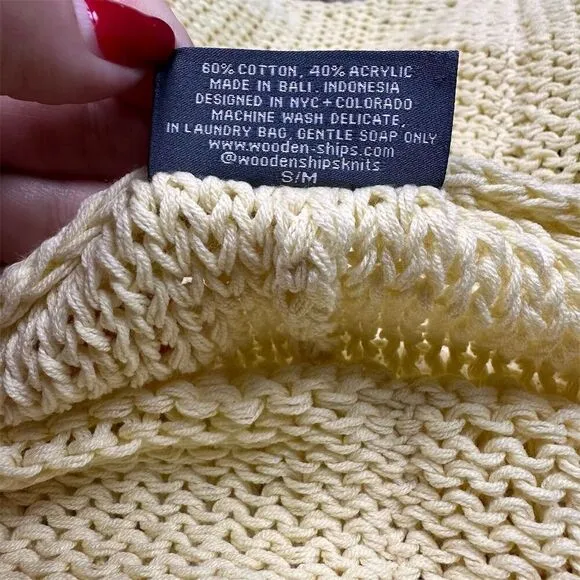 60% COTTON, 40% ACRYLIC
MADE IN BALI, INDONESIA
DESIGNED IN NYC + COLORADO
MACHINE WASH DELICATE,
IN LAUNDRY BAG, GENTLE SOAP ONLY
WWW.WOODEN-SHIPS.COM
@WOODENSHIPSKNITS
S/M